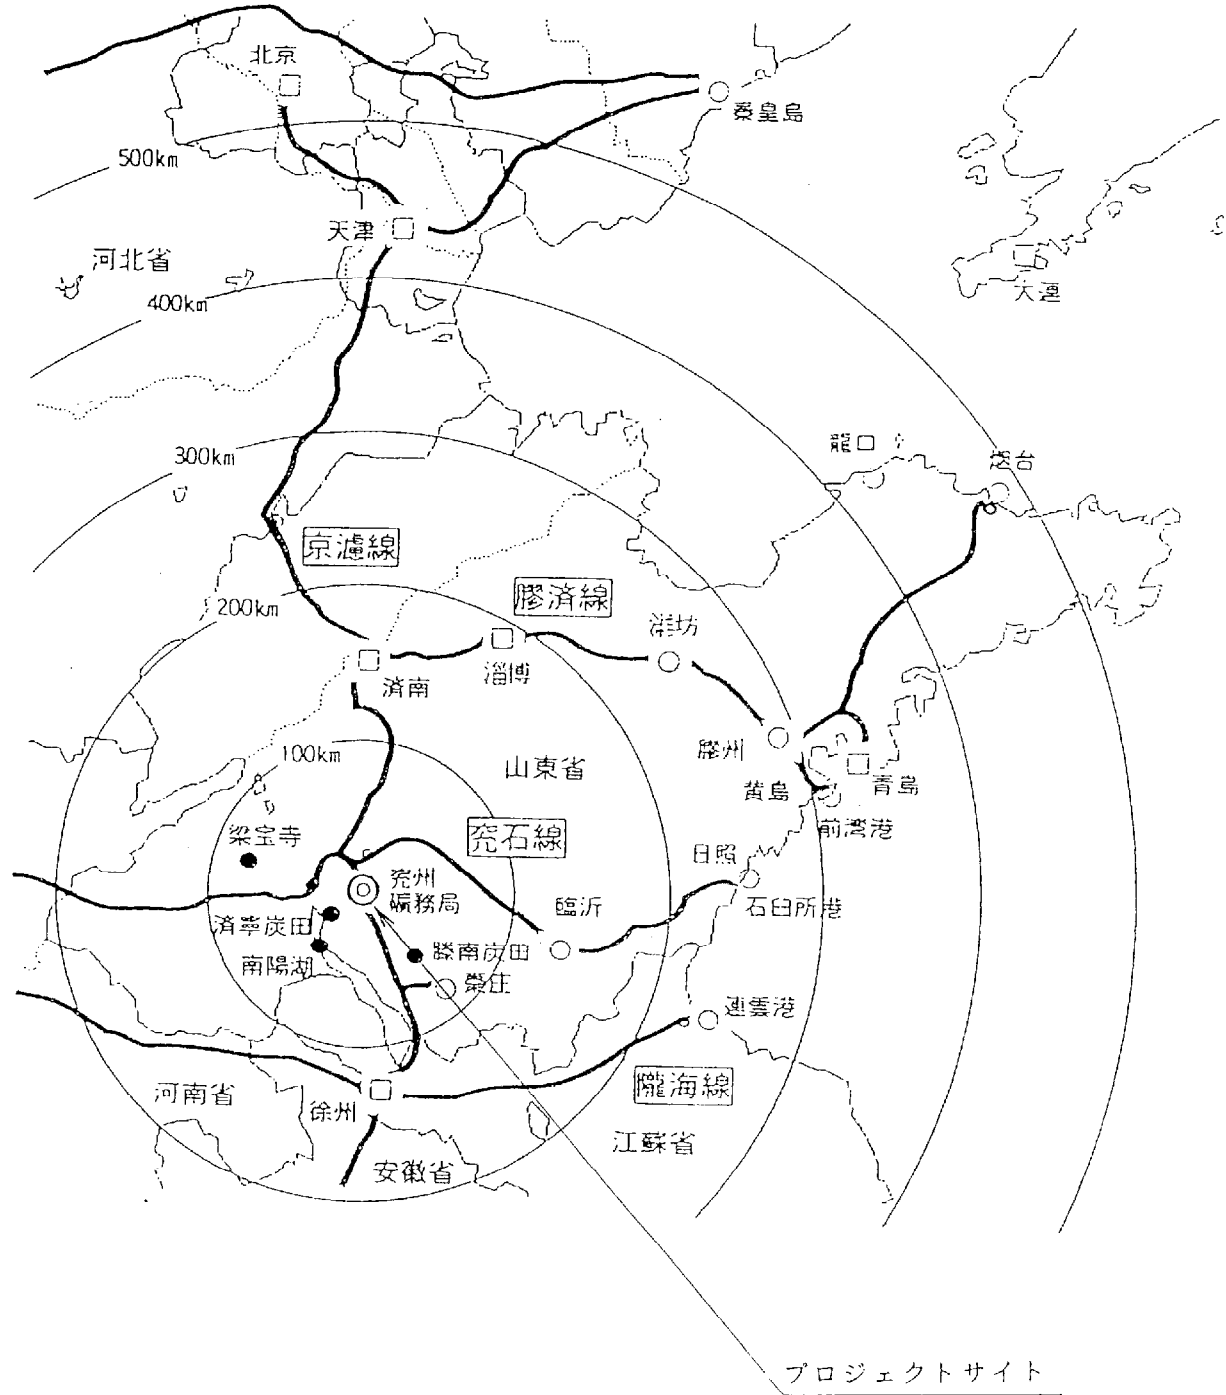 北京
秦皇島
500km
天津
河北省
大連
400km
龍口
煙台
300km
京滬線
膠済線
200km
濰坊
淄博
済南
膠州
100km
山東省
青島
黄島
前湾港
兗石線
梁宝寺
日照
兗州
礦務局
石臼所港
臨沂
済寧炭田
滕南炭田
南陽湖
棗庄
連雲港
隴海線
河南省
徐州
江蘇省
安徽省
プロジェクトサイト